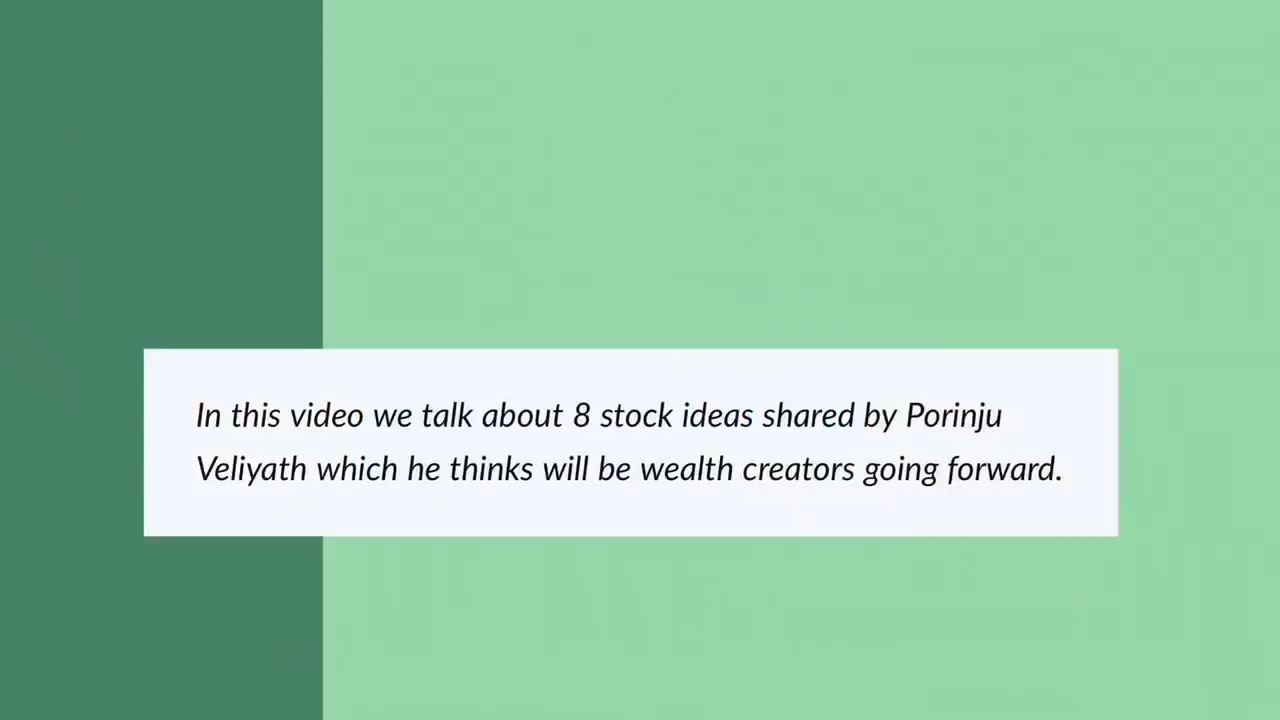 In this video we talk about 8 stock ideas shared by Porinju
Veliyath which he thinks will be wealth creators going forward.